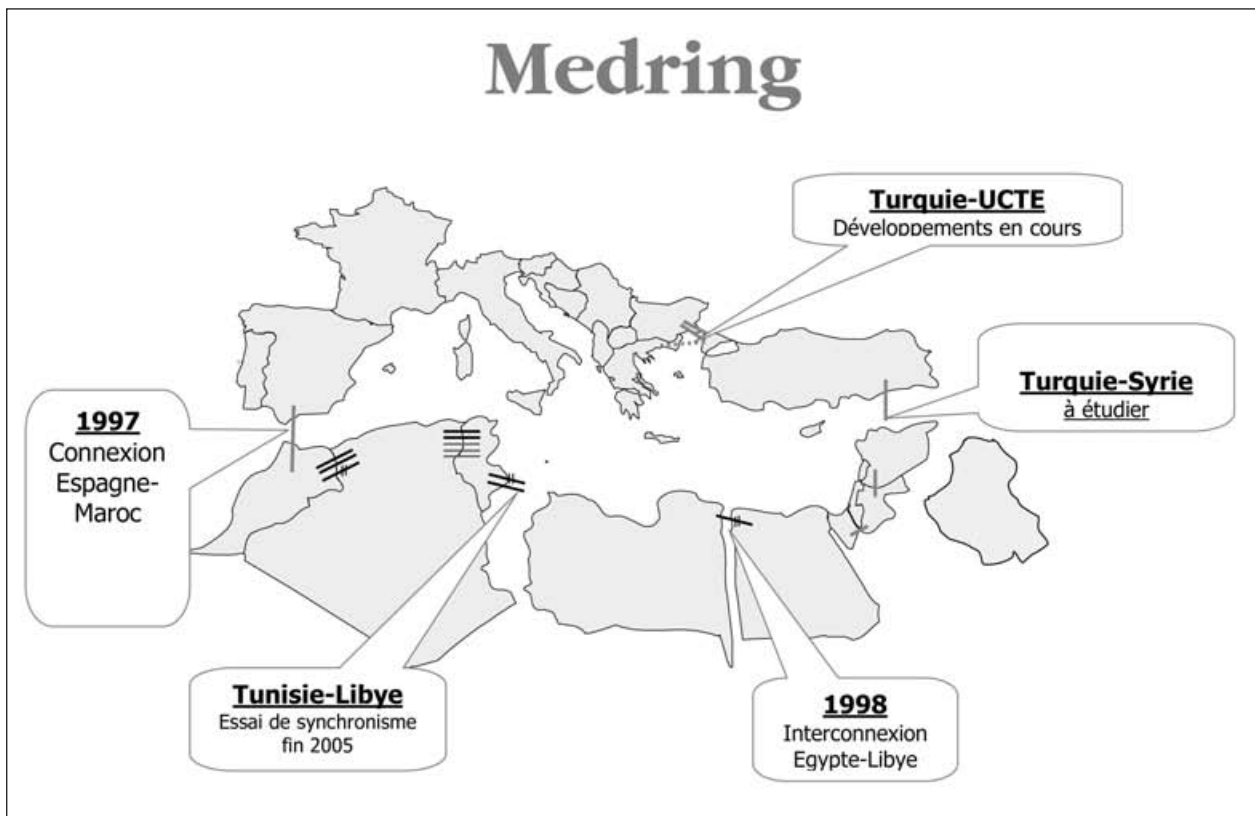 Medring
Turquie-UCTE
Développements en cours
Turquie-Syrie
à étudier
1997
Connexion
Espagne-
Maroc
Tunisie-Libye
Essai de synchronisme
fin 2005
1998
Interconnexion
Egypte-Libye